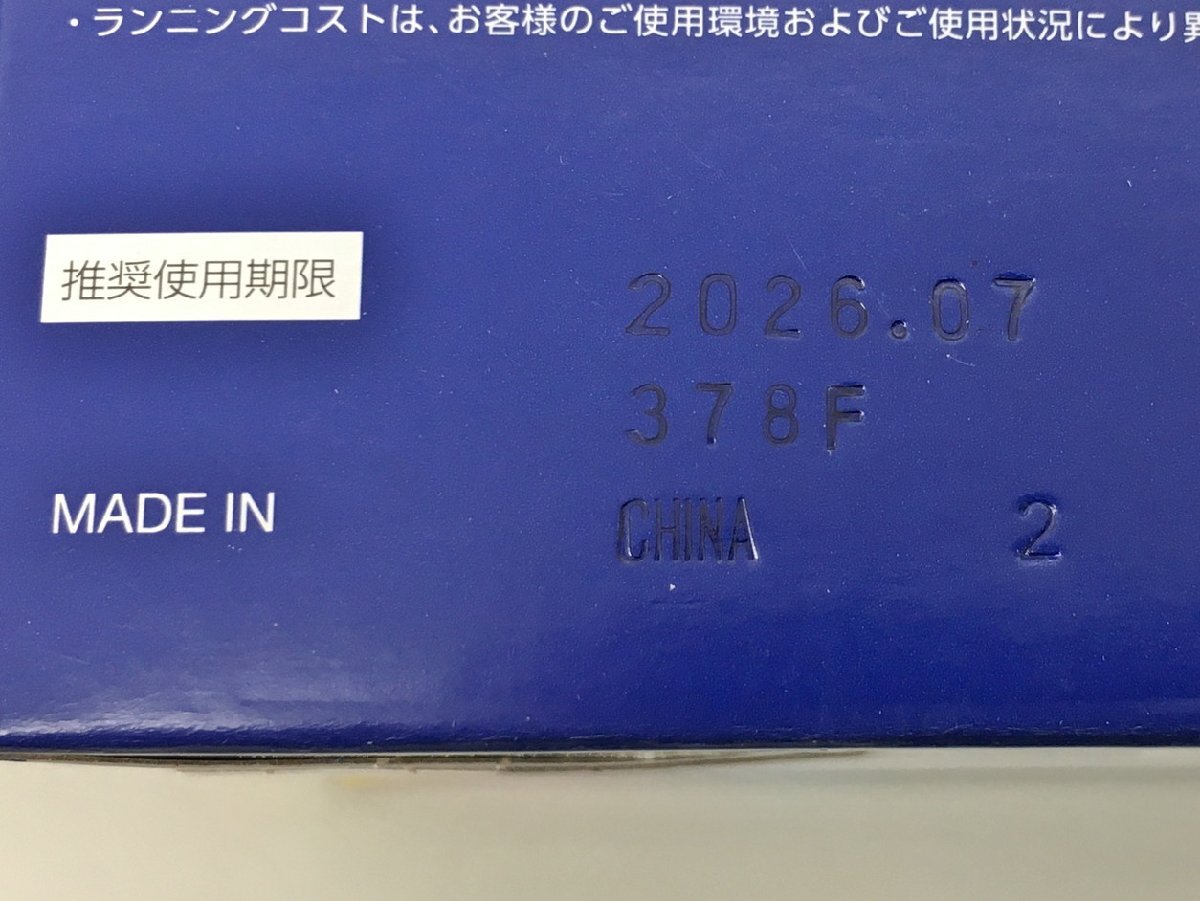 ・ランニングコストは、お客様のご使用環境およびご使用状況により異
推奨使用期限 2026.07
378F
MADE IN CHINA 2